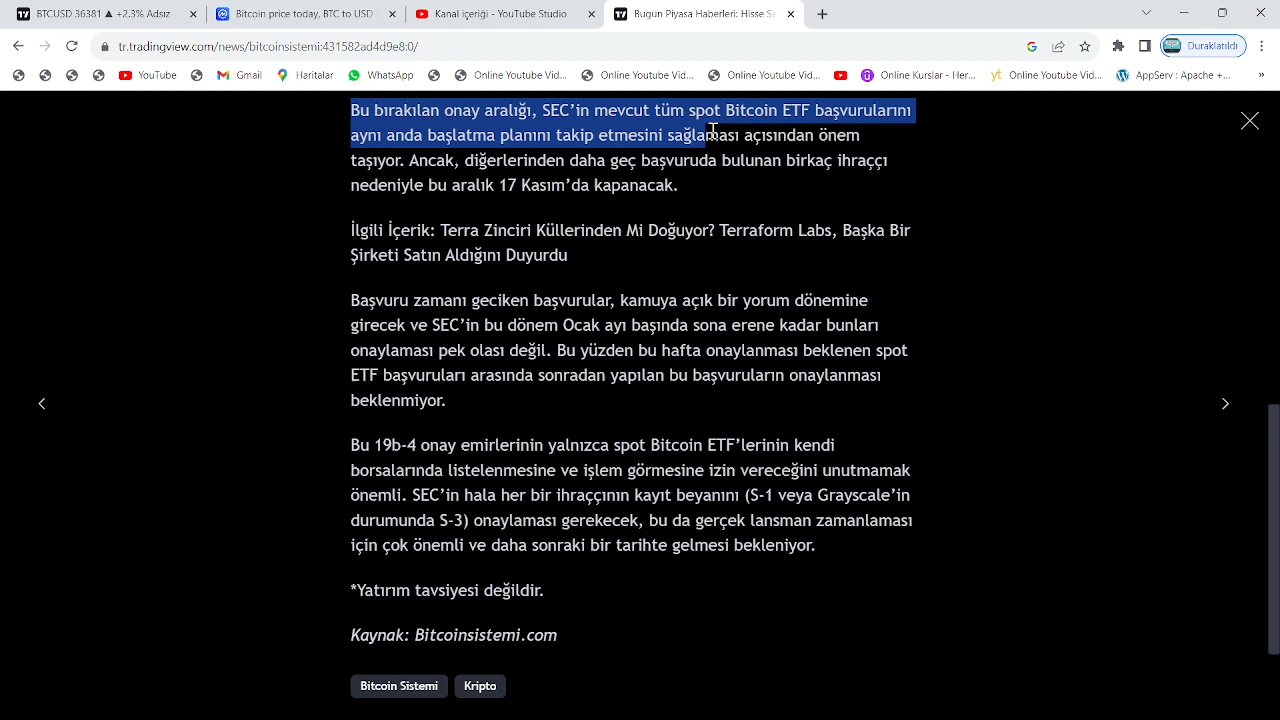 BTCUSD 36381 ▲ +2.3% Adsız
Bitcoin price today, BTC to USD
Kanal içeriği - YouTube Studio
Bugün Piyasa Haberleri: Hisse Se
tr.tradingview.com/news/bitcoinsistemi:431582ad4d9e8:0/
Duraklatıldı
YouTube
Gmail
Haritalar
WhatsApp
Online Youtube Vid...
Online Youtube Vid...
Online Youtube Vid...
Online Kurslar - Her...
yt Online Youtube Vid...
AppServ : Apache +...
Bu bırakılan onay aralığı, SEC’in mevcut tüm spot Bitcoin ETF başvurularını
aynı anda başlatma planını takip etmesini sağlaması açısından önem
taşıyor. Ancak, diğerlerinden daha geç başvuruda bulunan birkaç ihraççı
nedeniyle bu aralık 17 Kasım’da kapanacak.
İlgili İçerik: Terra Zinciri Küllerinden Mi Doğuyor? Terraform Labs, Başka Bir
Şirketi Satın Aldığını Duyurdu
Başvuru zamanı geciken başvurular, kamuya açık bir yorum dönemine
girecek ve SEC’in bu dönem Ocak ayı başında sona erene kadar bunları
onaylaması pek olası değil. Bu yüzden bu hafta onaylanması beklenen spot
ETF başvuruları arasında sonradan yapılan bu başvuruların onaylanması
beklenmiyor.
Bu 19b-4 onay emirlerinin yalnızca spot Bitcoin ETF’lerinin kendi
borsalarında listelenmesine ve işlem görmesine izin vereceğini unutmamak
önemli. SEC’in hala her bir ihraççının kayıt beyanını (S-1 veya Grayscale’in
durumunda S-3) onaylaması gerekecek, bu da gerçek lansman zamanlaması
için çok önemli ve daha sonraki bir tarihte gelmesi bekleniyor.
*Yatırım tavsiyesi değildir.
Kaynak: Bitcoinsistemi.com
Bitcoin Sistemi
Kripto